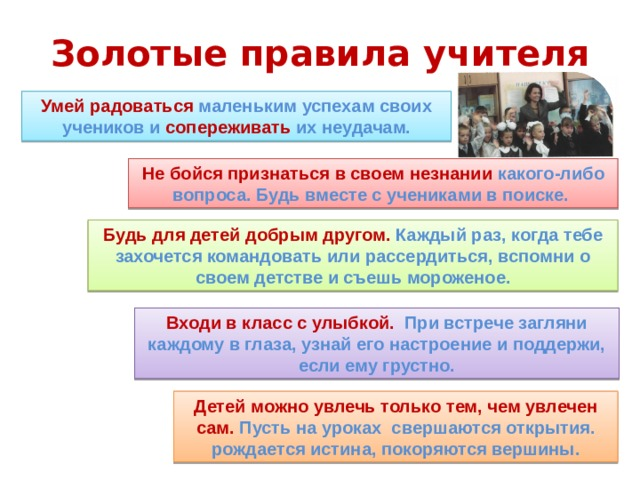 Золотые правила учителя
Умей радоваться маленьким успехам своих
учеников и сопереживать их неудачам.
Не бойся признаться в своем незнании какого-либо
вопроса. Будь вместе с учениками в поиске.
Будь для детей добрым другом. Каждый раз, когда тебе
захочется командовать или рассердиться, вспомни о
своем детстве и съешь мороженое.
Входи в класс с улыбкой. При встрече загляни
каждому в глаза, узнай его настроение и поддержи,
если ему грустно.
Детей можно увлечь только тем, чем увлечен
сам. Пусть на уроках свершаются открытия.
рождается истина, покоряются вершины.